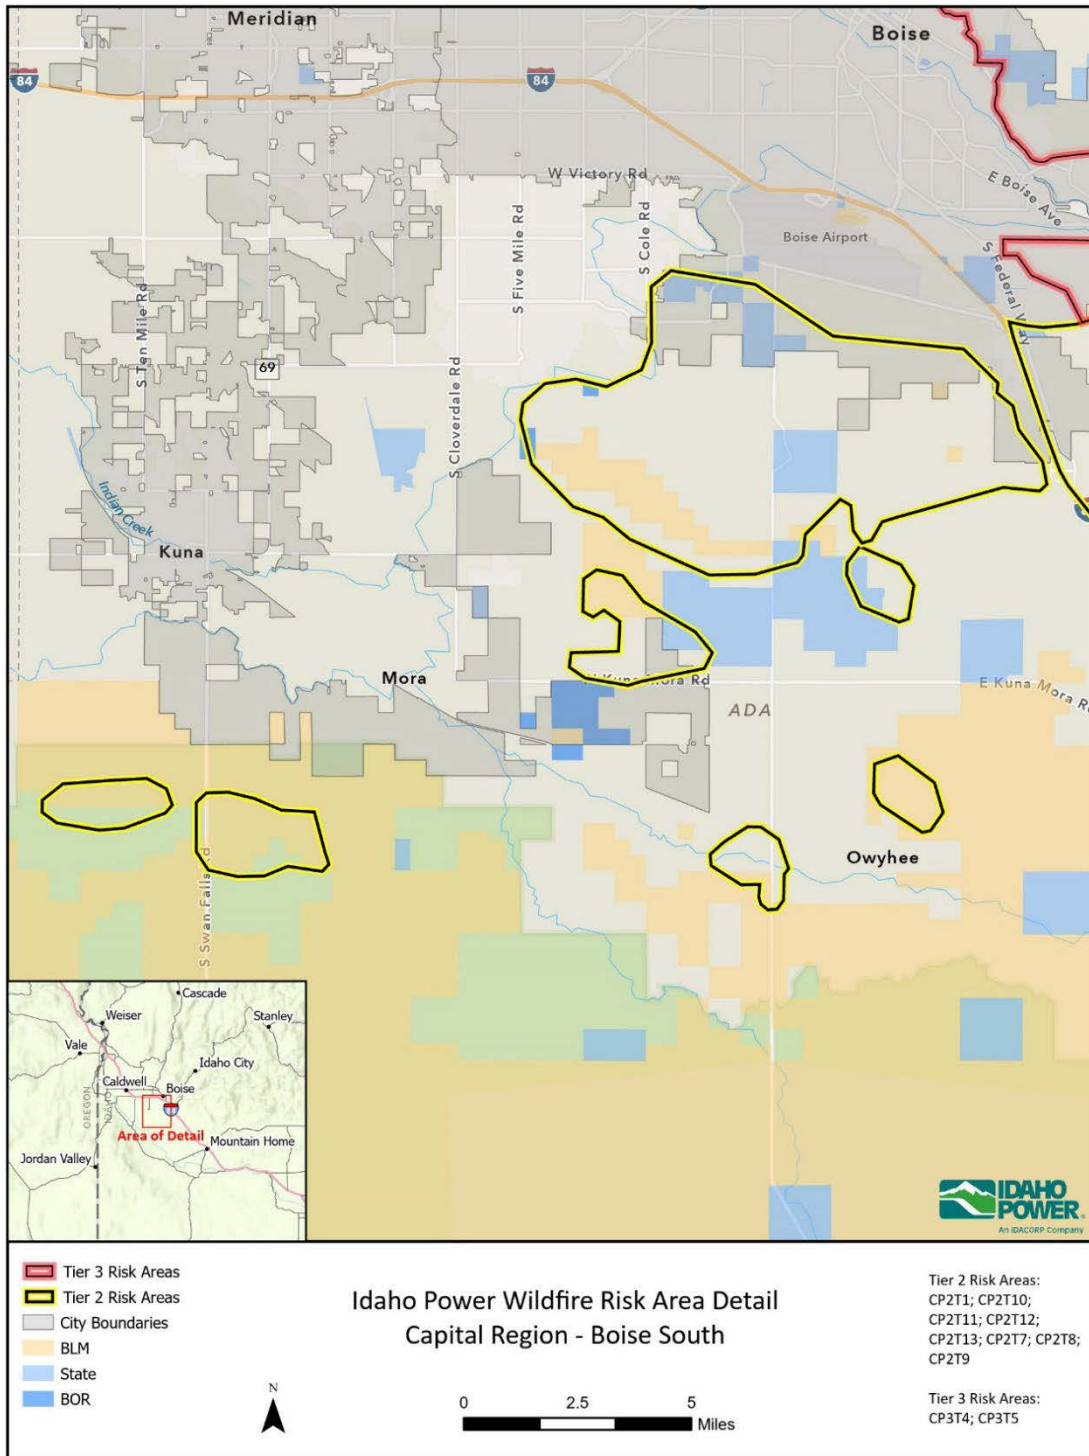 Meridian
Boise
84
84
W Victory Rd
E Boise Ave
Boise Airport
S Cole Rd
S Five Mile Rd
S Federal Way
S Ten Mile Rd
69
S Cloverdale Rd
Indian Creek
Kuna
Mora
Kuna Mora Rd
E Kuna Mora R
ADA
Owyhee
S Swan Falls
Cascade
Weiser
Stanley
Vale
Idaho City
Caldwell
Boise
OREGON
IDAHO
Area of Detail
Mountain Home
Jordan Valley
IDAHO
POWER®
An IDACORP Company
Tier 3 Risk Areas
Tier 2 Risk Areas
City Boundaries
BLM
State
BOR
Idaho Power Wildfire Risk Area Detail
Capital Region - Boise South
N
0 2.5 5
Miles
Tier 2 Risk Areas:
CP2T1; CP2T10;
CP2T11; CP2T12;
CP2T13; CP2T7; CP2T8;
CP2T9
Tier 3 Risk Areas:
CP3T4; CP3T5